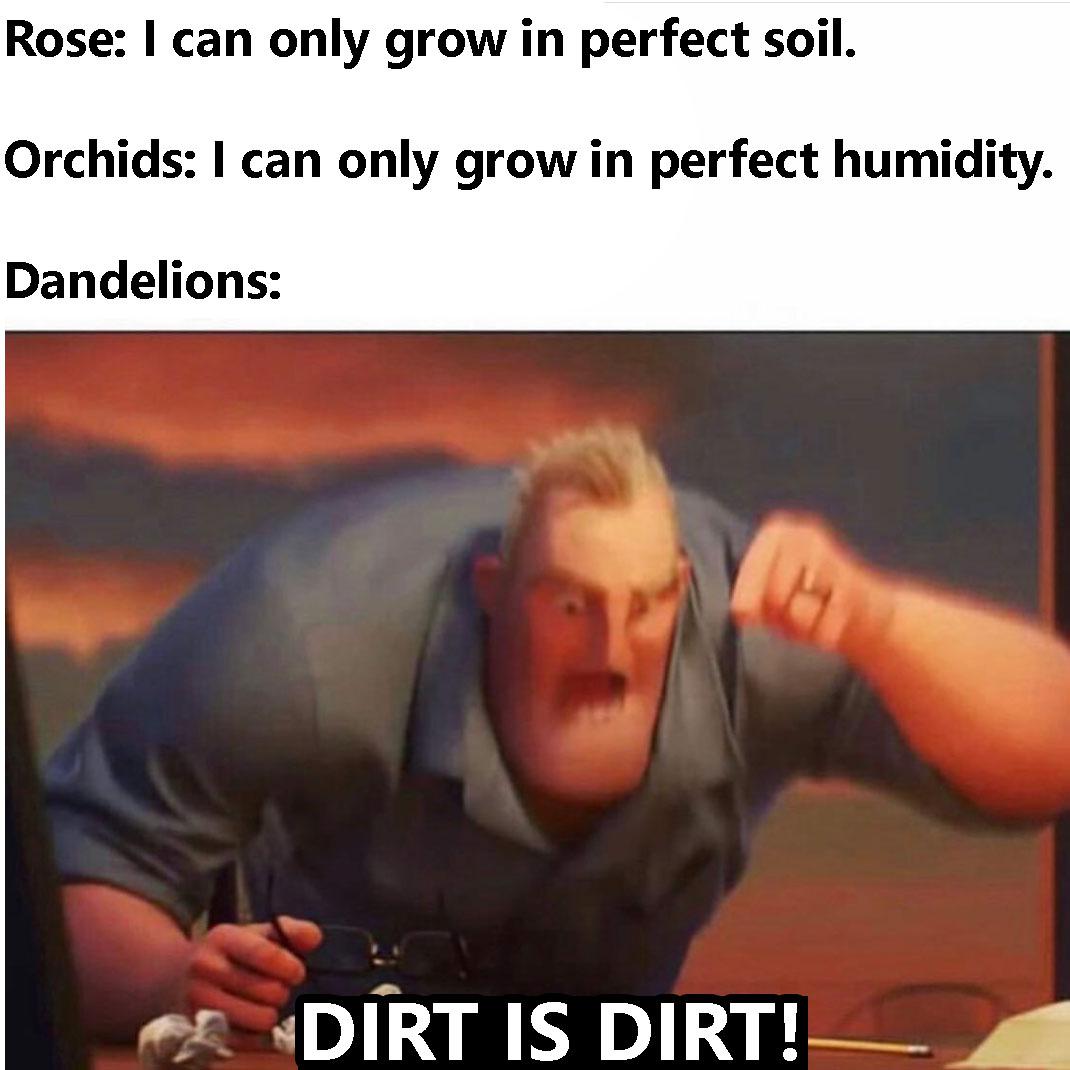 Rose: I can only grow in perfect soil.
Orchids: I can only grow in perfect humidity.
Dandelions:
DIRT IS DIRT!